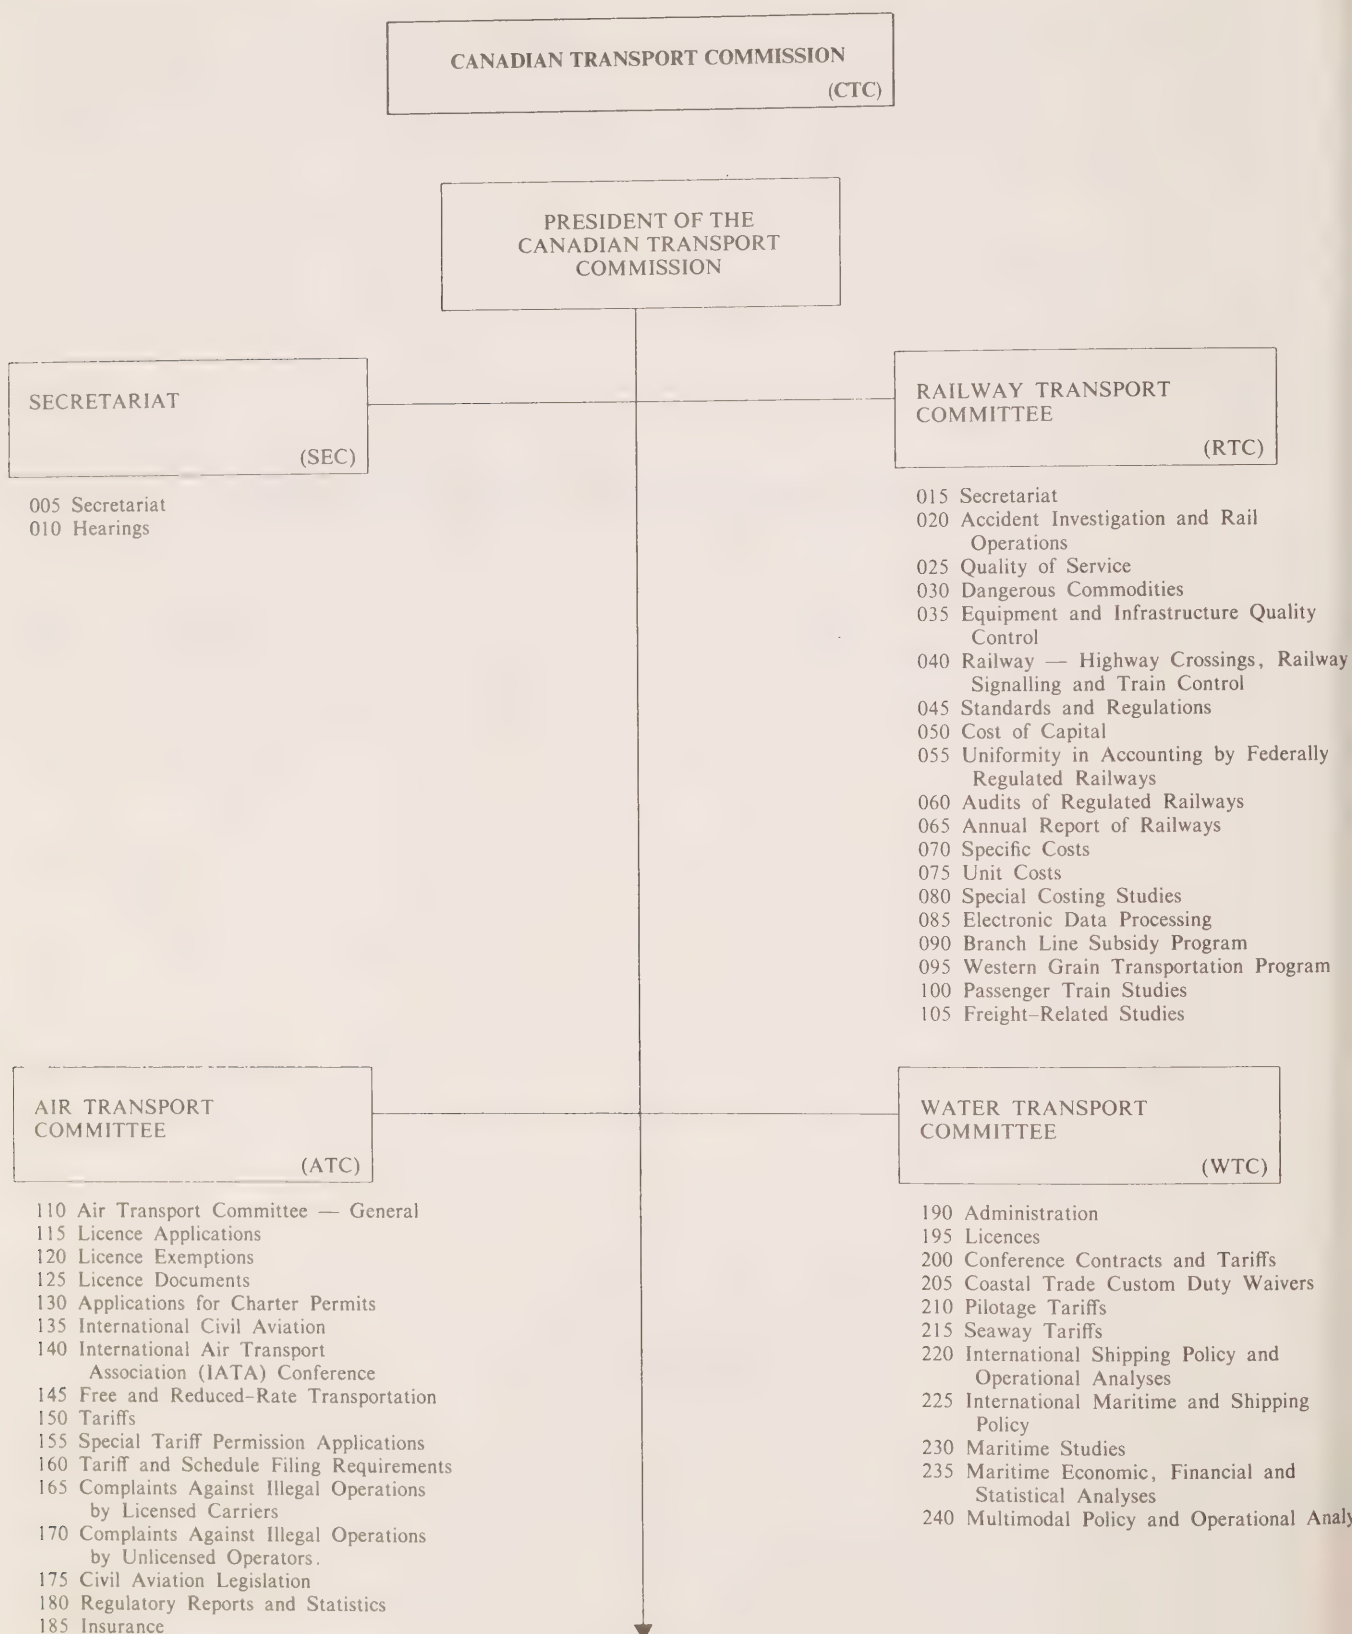 CANADIAN TRANSPORT COMMISSION
(CTC)
PRESIDENT OF THE
CANADIAN TRANSPORT
COMMISSION
SECRETARIAT
(SEC)
005 Secretariat
010 Hearings
RAILWAY TRANSPORT
COMMITTEE
(RTC)
015 Secretariat
020 Accident Investigation and Rail
Operations
025 Quality of Service
030 Dangerous Commodities
035 Equipment and Infrastructure Quality
Control
040 Railway — Highway Crossings, Railway
Signalling and Train Control
045 Standards and Regulations
050 Cost of Capital
055 Uniformity in Accounting by Federally
Regulated Railways
060 Audits of Regulated Railways
065 Annual Report of Railways
070 Specific Costs
075 Unit Costs
080 Special Costing Studies
085 Electronic Data Processing
090 Branch Line Subsidy Program
095 Western Grain Transportation Program
100 Passenger Train Studies
105 Freight–Related Studies
AIR TRANSPORT
COMMITTEE
(ATC)
110 Air Transport Committee — General
115 Licence Applications
120 Licence Exemptions
125 Licence Documents
130 Applications for Charter Permits
135 International Civil Aviation
140 International Air Transport
Association (IATA) Conference
145 Free and Reduced–Rate Transportation
150 Tariffs
155 Special Tariff Permission Applications
160 Tariff and Schedule Filing Requirements
165 Complaints Against Illegal Operations
by Licensed Carriers
170 Complaints Against Illegal Operations
by Unlicensed Operators.
175 Civil Aviation Legislation
180 Regulatory Reports and Statistics
185 Insurance
WATER TRANSPORT
COMMITTEE
(WTC)
190 Administration
195 Licences
200 Conference Contracts and Tariffs
205 Coastal Trade Custom Duty Waivers
210 Pilotage Tariffs
215 Seaway Tariffs
220 International Shipping Policy and
Operational Analyses
225 International Maritime and Shipping
Policy
230 Maritime Studies
235 Maritime Economic, Financial and
Statistical Analyses
240 Multimodal Policy and Operational Analy